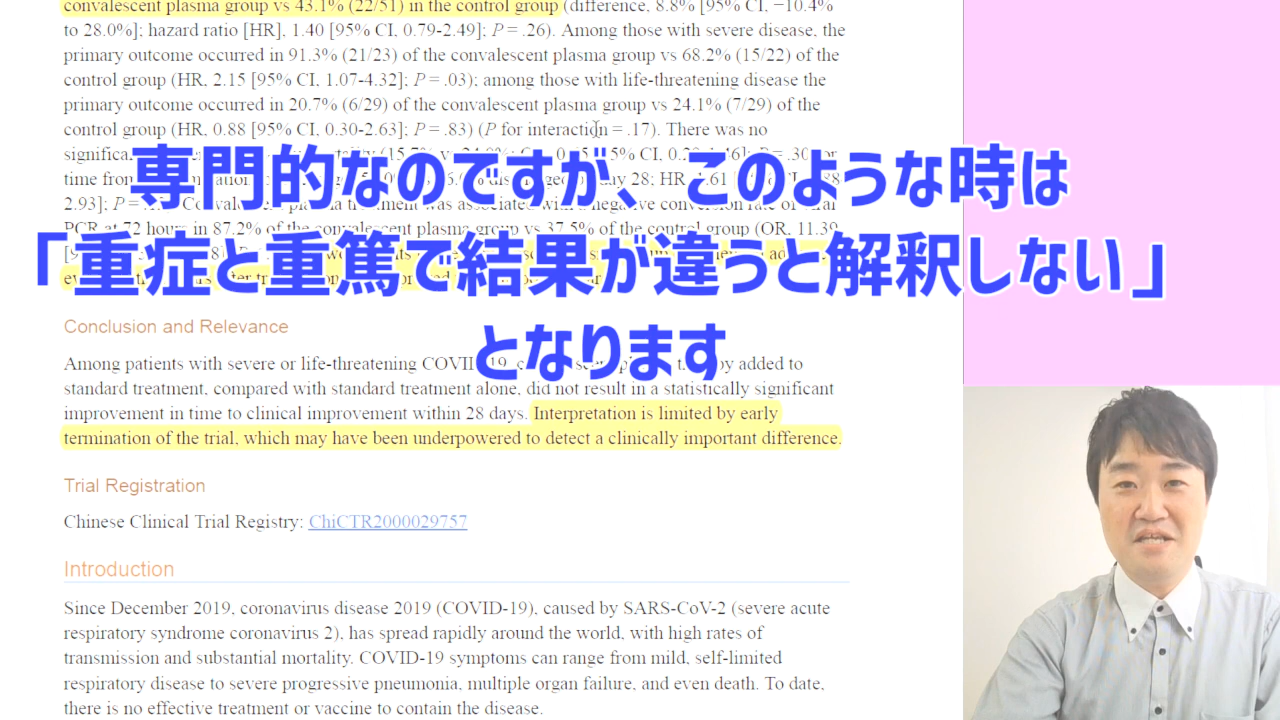 convalescent plasma group vs 43.1% (22/51) in the control group (difference, 8.8% [95% CI, −10.4%
to 28.0%]; hazard ratio [HR], 1.40 [95% CI, 0.79-2.49]; P = .26). Among those with severe disease, the
primary outcome occurred in 91.3% (21/23) of the convalescent plasma group vs 68.2% (15/22) of the
control group (HR, 2.15 [95% CI, 1.07-4.32]; P = .03); among those with life-threatening disease the
primary outcome occurred in 20.7% (6/29) of the convalescent plasma group vs 24.1% (7/29) of the
control group (HR, 0.88 [95% CI, 0.30-2.63]; P = .83) (P for interaction = .17). There was no
専門的なのですが、このような時は
「重症と重篤で結果が違うと解釈しない」
となります
Conclusion and Relevance
Among patients with severe or life-threatening added to
standard treatment, compared with standard treatment alone, did not result in a statistically significant
improvement in time to clinical improvement within 28 days. Interpretation is limited by early
termination of the trial, which may have been underpowered to detect a clinically important difference.
Trial Registration
Chinese Clinical Trial Registry: ChiCTR2000029757
Introduction
Since December 2019, coronavirus disease 2019 (COVID-19), caused by SARS-CoV-2 (severe acute
respiratory syndrome coronavirus 2), has spread rapidly around the world, with high rates of
transmission and substantial mortality. COVID-19 symptoms can range from mild, self-limited
respiratory disease to severe progressive pneumonia, multiple organ failure, and even death. To date,
there is no effective treatment or vaccine to contain the disease.